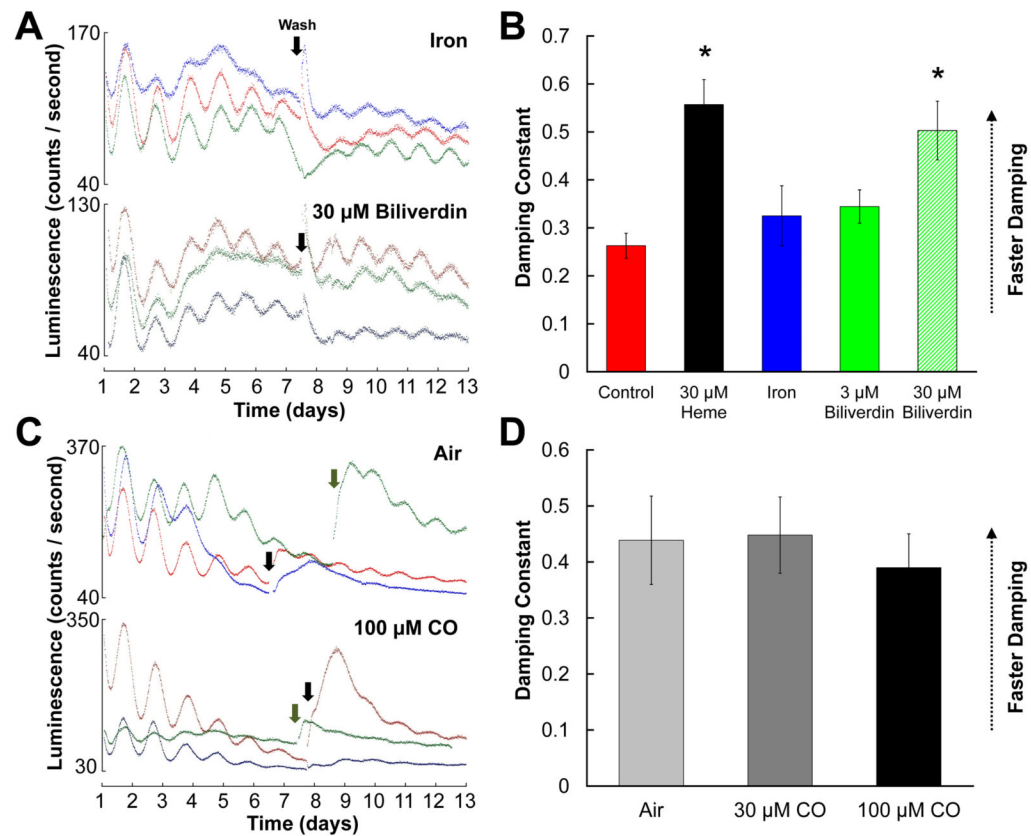 A
Luminescence (counts / second)
170
40
Wash
Iron
130
40
30 µM Biliverdin
1 2 3 4 5 6 7 8 9 10 11 12 13
Time (days)
B
Damping Constant
0.7
0.6
0.5
0.4
0.3
0.2
0.1
0
*
*
Faster Damping
Control
30 µM
Heme
Iron
3 µM
Biliverdin
30 µM
Biliverdin
C
Luminescence (counts / second)
370
40
Air
350
30
100 µM CO
1 2 3 4 5 6 7 8 9 10 11 12 13
Time (days)
D
Damping Constant
0.6
0.5
0.4
0.4
0.2
0.1
0
Faster Damping
Air
30 µM CO
100 µM CO